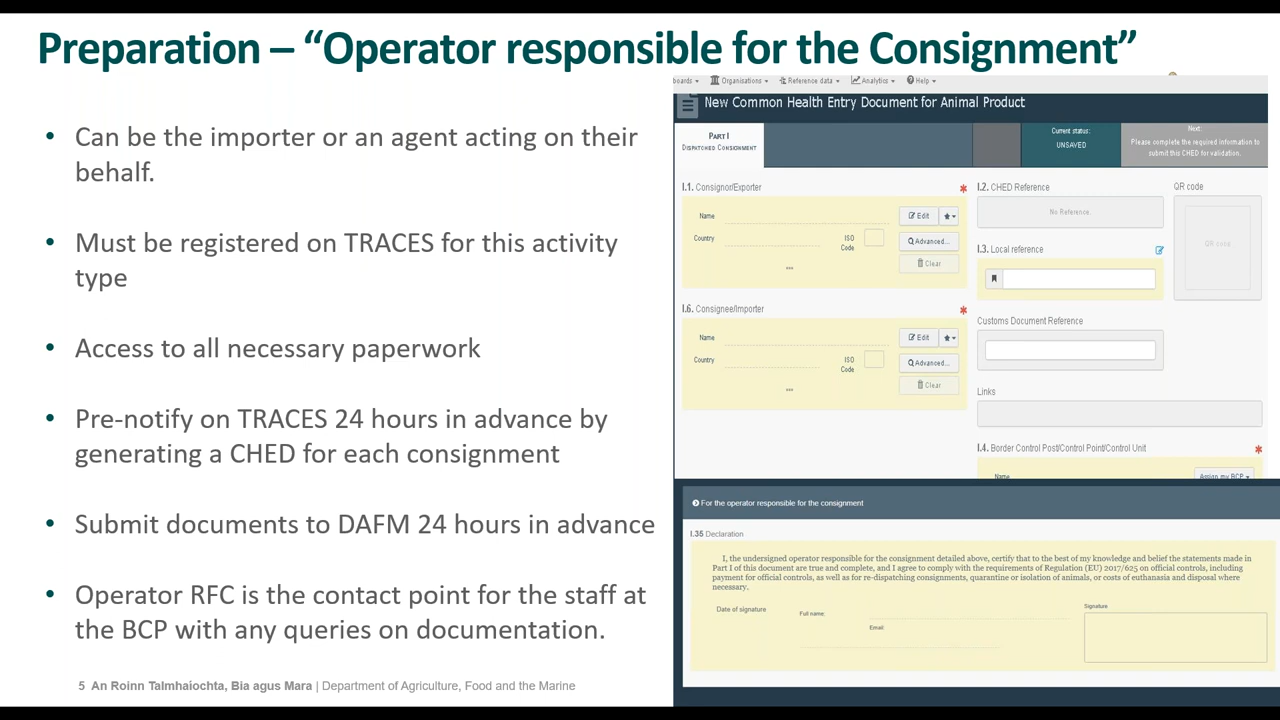 Preparation – “Operator responsible for the Consignment”
• Can be the importer or an agent acting on their
behalf.
• Must be registered on TRACES for this activity
type
• Access to all necessary paperwork
• Pre-notify on TRACES 24 hours in advance by
generating a CHED for each consignment
• Submit documents to DAFM 24 hours in advance
• Operator RFC is the contact point for the staff at
the BCP with any queries on documentation.
5 An Roinn Talmhaíochta, Bia agus Mara | Department of Agriculture, Food and the Marine
boards Organisations Reference data Analytics Help
New Common Health Entry Document for Animal Product
PART I
DISPATCHED CONSIGNMENT
Current status:
UNSAVED
Next:
Please complete the required information to
submit this CHED for validation.
I.1. Consignor/Exporter
Name
Edit
Country
ISO
Code
Advanced...
Clear
I.2. CHED Reference
No Reference
QR code
QR code
I.3. Local reference
I.6. Consignee/Importer
Name
Edit
Country
ISO
Code
Advanced...
Clear
Customs Document Reference
Links
I.4. Border Control Post/Control Point/Control Unit
Name
Assign my BCP
For the operator responsible for the consignment
I.35 Declaration
I, the undersigned operator responsible for the consignment detailed above, certify that to the best of my knowledge and belief the statements made in
Part I of this document are true and complete, and I agree to comply with the requirements of Regulation (EU) 2017/625 on official controls, including
payment for official controls, as well as for re-dispatching consignments, quarantine or isolation of animals, or costs of euthanasia and disposal where
necessary.
Date of signature
Full name:
Email:
Signature